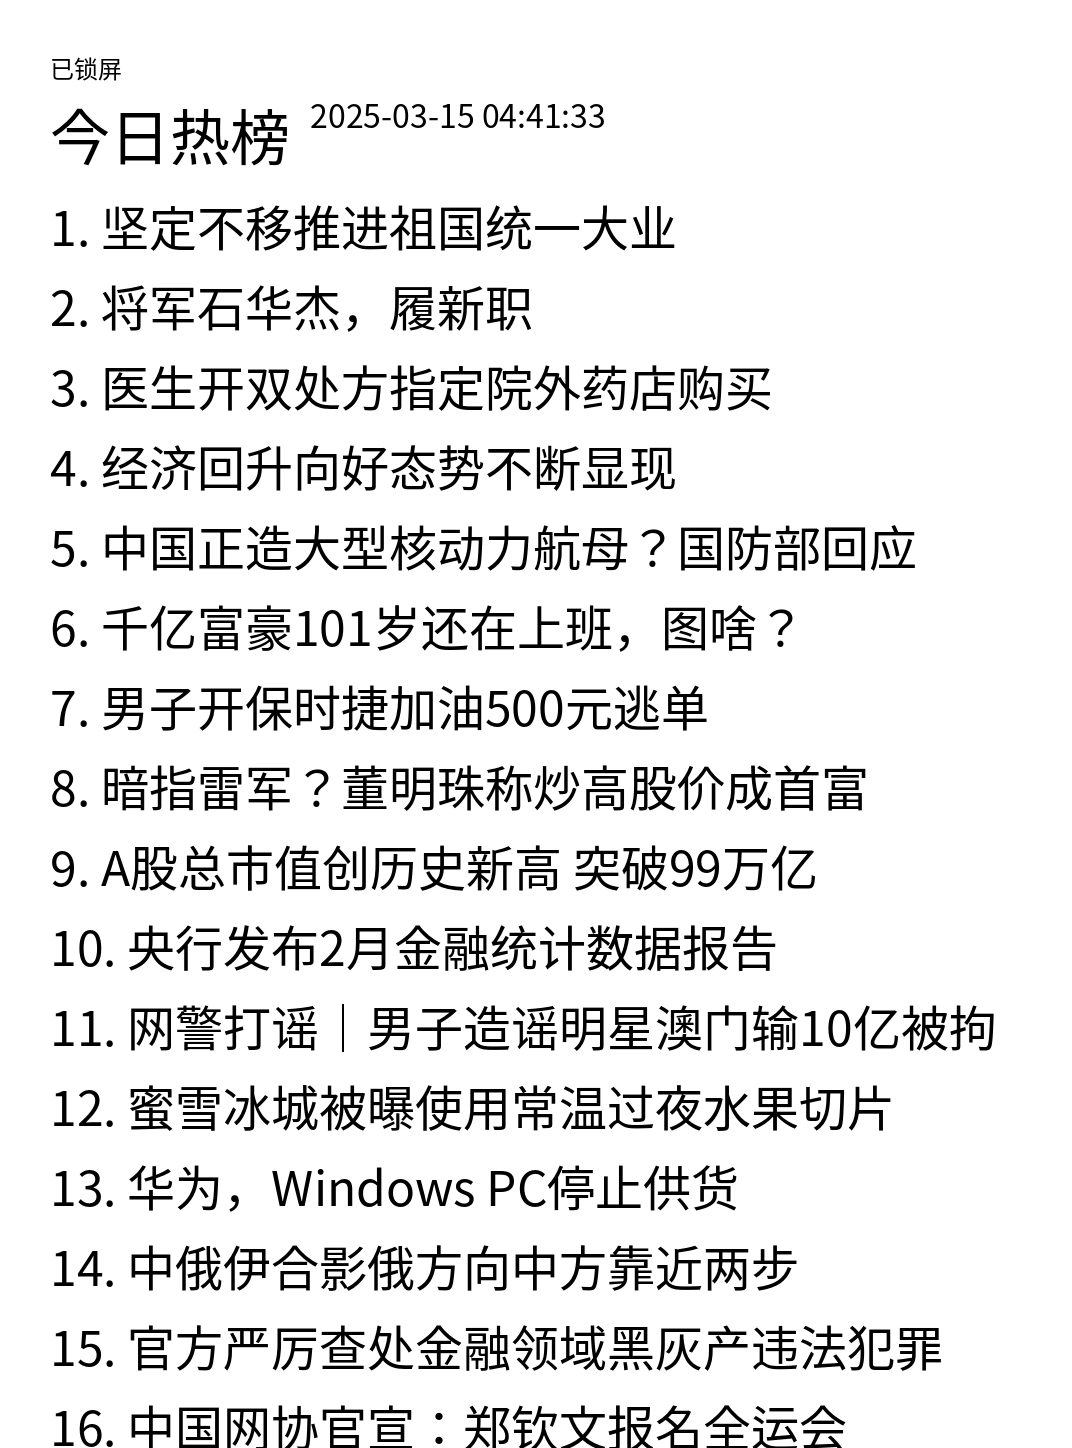 已锁屏
今日热榜 2025-03-15 04:41:33
1. 坚定不移推进祖国统一大业
2. 将军石华杰，履新职
3. 医生开双处方指定院外药店购买
4. 经济回升向好态势不断显现
5. 中国正造大型核动力航母？国防部回应
6. 千亿富豪101岁还在上班，图啥？
7. 男子开保时捷加油500元逃单
8. 暗指雷军？董明珠称炒高股价成首富
9. A股总市值创历史新高 突破99万亿
10. 央行发布2月金融统计数据报告
11. 网警打谣｜男子造谣明星澳门输10亿被拘
12. 蜜雪冰城被曝使用常温过夜水果切片
13. 华为，Windows PC停止供货
14. 中俄伊合影俄方向中方靠近两步
15. 官方严厉查处金融领域黑灰产违法犯罪
16. 中国网协官宣：郑钦文报名全运会